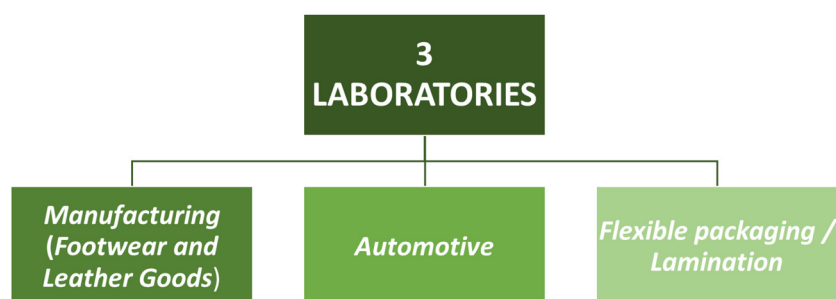 3
LABORATORIES
Manufacturing
(Footwear and
Leather Goods)
Automotive
Flexible packaging /
Lamination